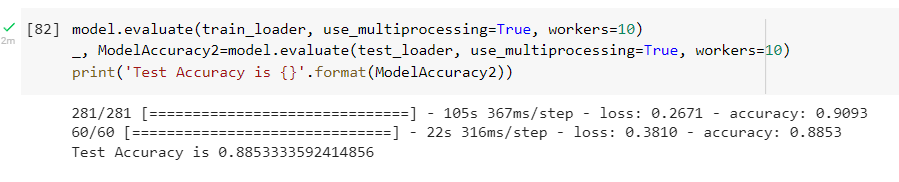 [82] model.evaluate(train_loader, use_multiprocessing=True, workers=10)
2m _, ModelAccuracy2=model.evaluate(test_loader, use_multiprocessing=True, workers=10)
print('Test Accuracy is {}'.format(ModelAccuracy2))
281/281 [==============================] - 105s 367ms/step - loss: 0.2671 - accuracy: 0.9093
60/60 [==============================] - 22s 316ms/step - loss: 0.3810 - accuracy: 0.8853
Test Accuracy is 0.8853333592414856